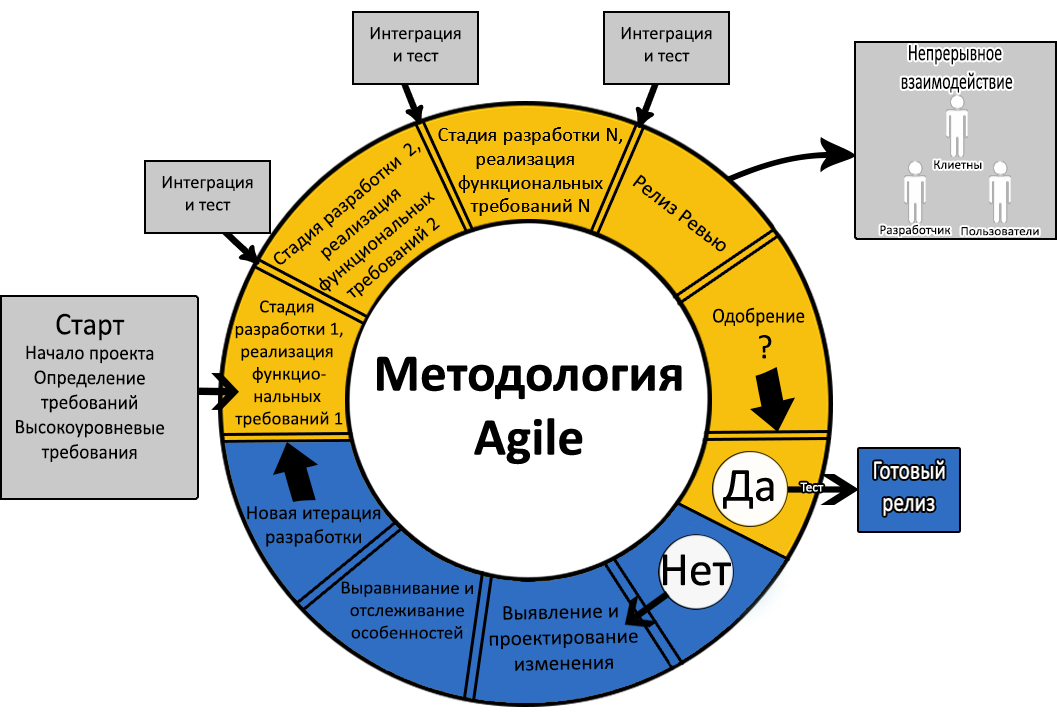 Интеграция
и тест
Интеграция
и тест
Непрерывное
взаимодействие
Клиетны
Разработчик
Пользователи
Интеграция
и тест
Стадия разработки 2,
реализация
функциональных
требований 2
Стадия разработки N,
реализация
функциональных
требований N
Релиз Ревью
Старт
Начало проекта
Определение
требований
Высокоуровневые
требования
Стадия
разработки 1,
реализация
функцио-
нальных
требований 1
Одобрение
?
Методология
Agile
Да
Тест
Готовый
релиз
Нет
Новая итерация
разработки
Выравнивание и
отслеживание
особенностей
Выявление и
проектирование
изменения